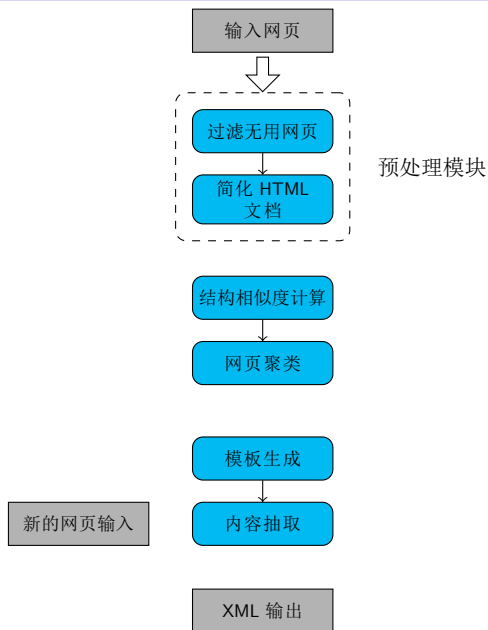 输入网页
过滤无用网页
预处理模块
简化 HTML
文档
结构相似度计算
网页聚类
模板生成
新的网页输入
内容抽取
XML 输出